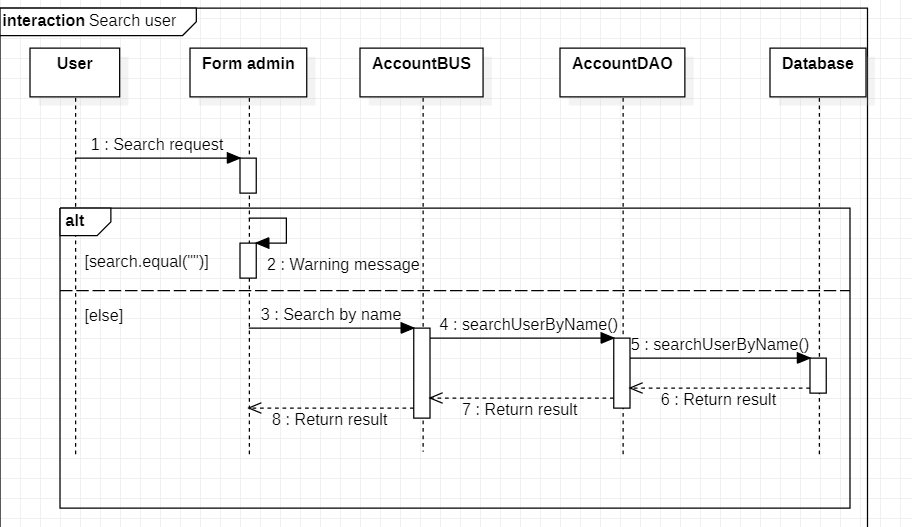 interaction Search user
User
Form admin
AccountBUS
AccountDAO
Database
1 : Search request
alt
[search.equal("")]
2 : Warning message
[else]
3 : Search by name
4 : searchUserByName()
5 : searchUserByName()
6 : Return result
7 : Return result
8 : Return result